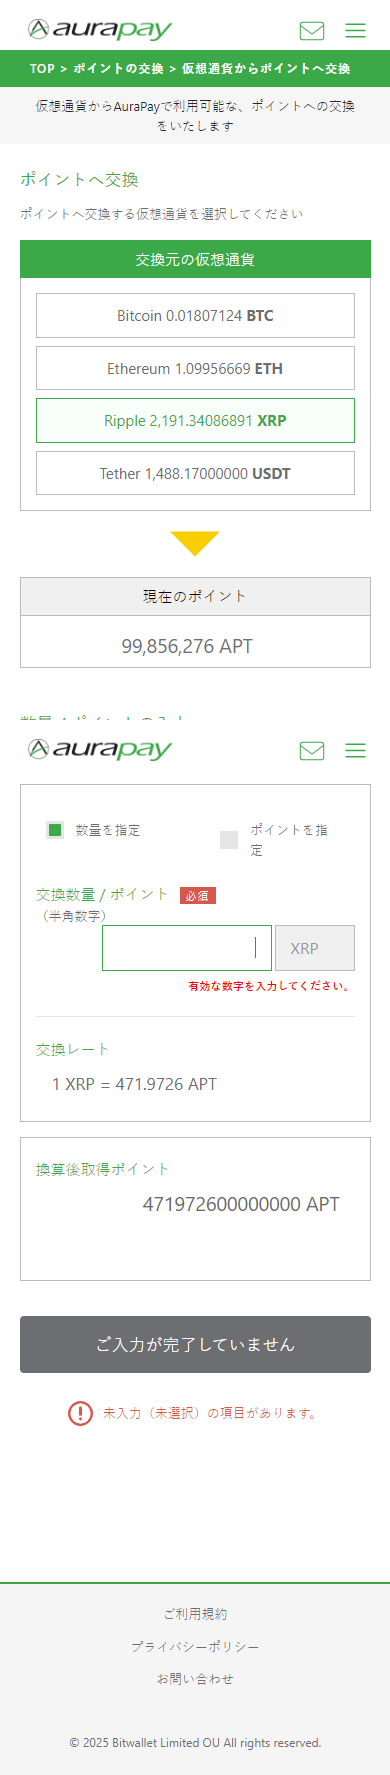 aurapay
TOP > ポイントの交換 > 仮想通貨からポイントへ交換
仮想通貨からAuraPayで利用可能な、ポイントへの交換
をいたします
ポイントへ交換
ポイントへ交換する仮想通貨を選択してください
交換元の仮想通貨
Bitcoin 0.01807124 BTC
Ethereum 1.09956669 ETH
Ripple 2,191.34086891 XRP
Tether 1,488.17000000 USDT
現在のポイント
99,856,276 APT
数量 / ポイントの入力
aurapay
数量を指定
ポイントを指
定
交換数量 / ポイント 必須
（半角数字）
XRP
有効な数字を入力してください。
交換レート
1 XRP = 471.9726 APT
換算後取得ポイント
471972600000000 APT
ご入力が完了していません
未入力（未選択）の項目があります。
ご利用規約
プライバシーポリシー
お問い合わせ
© 2025 Bitwallet Limited OU All rights reserved.